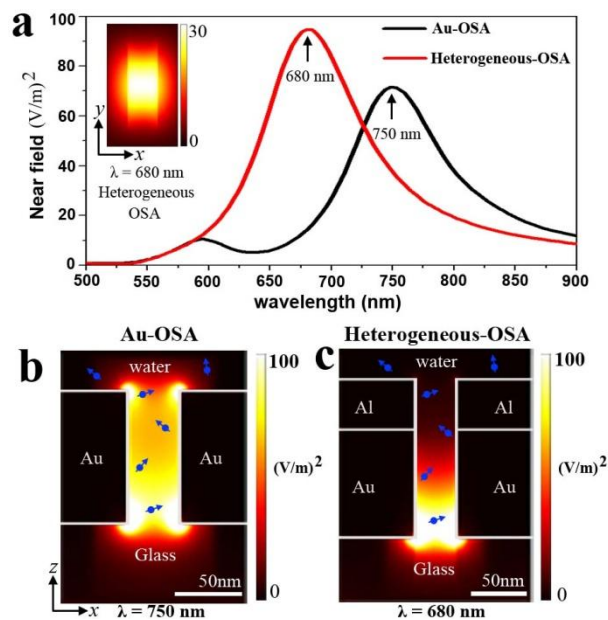 a
Au-OSA
Heterogeneous-OSA
Near field (V/m)²
100
80
60
40
20
0
30
0
y
x
λ = 680 nm
Heterogeneous
OSA
680 nm
750 nm
500
550
600
650
700
750
800
850
900
wavelength (nm)
b
Au-OSA
water
Au
Au
Glass
50nm
z
x
λ = 750 nm
100
(V/m)²
0
c
Heterogeneous-OSA
water
Al
Al
Au
Au
Glass
50nm
λ = 680 nm
100
(V/m)²
0